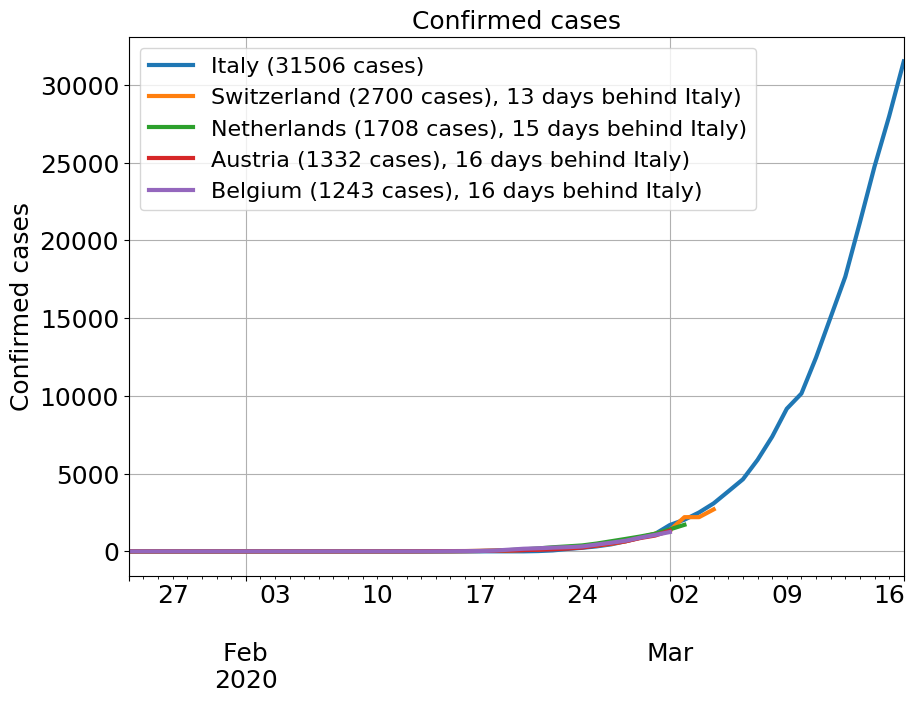 Confirmed cases
Italy (31506 cases)
Switzerland (2700 cases), 13 days behind Italy)
Netherlands (1708 cases), 15 days behind Italy)
Austria (1332 cases), 16 days behind Italy)
Belgium (1243 cases), 16 days behind Italy)
Confirmed cases
30000
25000
20000
15000
10000
5000
0
27 03 10 17 24 02 09 16
Feb Mar
2020